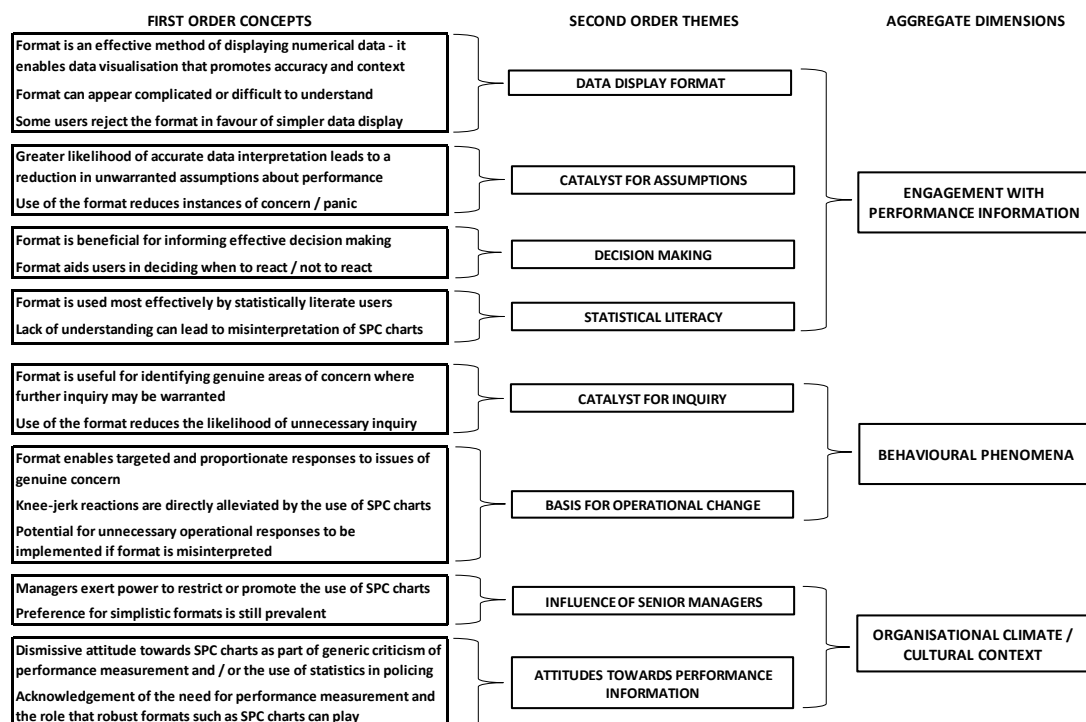 FIRST ORDER CONCEPTS
SECOND ORDER THEMES
AGGREGATE DIMENSIONS
Format is an effective method of displaying numerical data - it
enables data visualisation that promotes accuracy and context
Format can appear complicated or difficult to understand
Some users reject the format in favour of simpler data display
DATA DISPLAY FORMAT
Greater likelihood of accurate data interpretation leads to a
reduction in unwarranted assumptions about performance
Use of the format reduces instances of concern / panic
CATALYST FOR ASSUMPTIONS
Format is beneficial for informing effective decision making
Format aids users in deciding when to react / not to react
DECISION MAKING
Format is used most effectively by statistically literate users
Lack of understanding can lead to misinterpretation of SPC charts
STATISTICAL LITERACY
ENGAGEMENT WITH
PERFORMANCE INFORMATION
Format is useful for identifying genuine areas of concern where
further inquiry may be warranted
Use of the format reduces the likelihood of unnecessary inquiry
CATALYST FOR INQUIRY
Format enables targeted and proportionate responses to issues of
genuine concern
Knee-jerk reactions are directly alleviated by the use of SPC charts
Potential for unnecessary operational responses to be
implemented if format is misinterpreted
BASIS FOR OPERATIONAL CHANGE
BEHAVIOURAL PHENOMENA
Managers exert power to restrict or promote the use of SPC charts
Preference for simplistic formats is still prevalent
INFLUENCE OF SENIOR MANAGERS
Dismissive attitude towards SPC charts as part of generic criticism of
performance measurement and / or the use of statistics in policing
Acknowledgement of the need for performance measurement and
the role that robust formats such as SPC charts can play
ATTITUDES TOWARDS PERFORMANCE
INFORMATION
ORGANISATIONAL CLIMATE /
CULTURAL CONTEXT